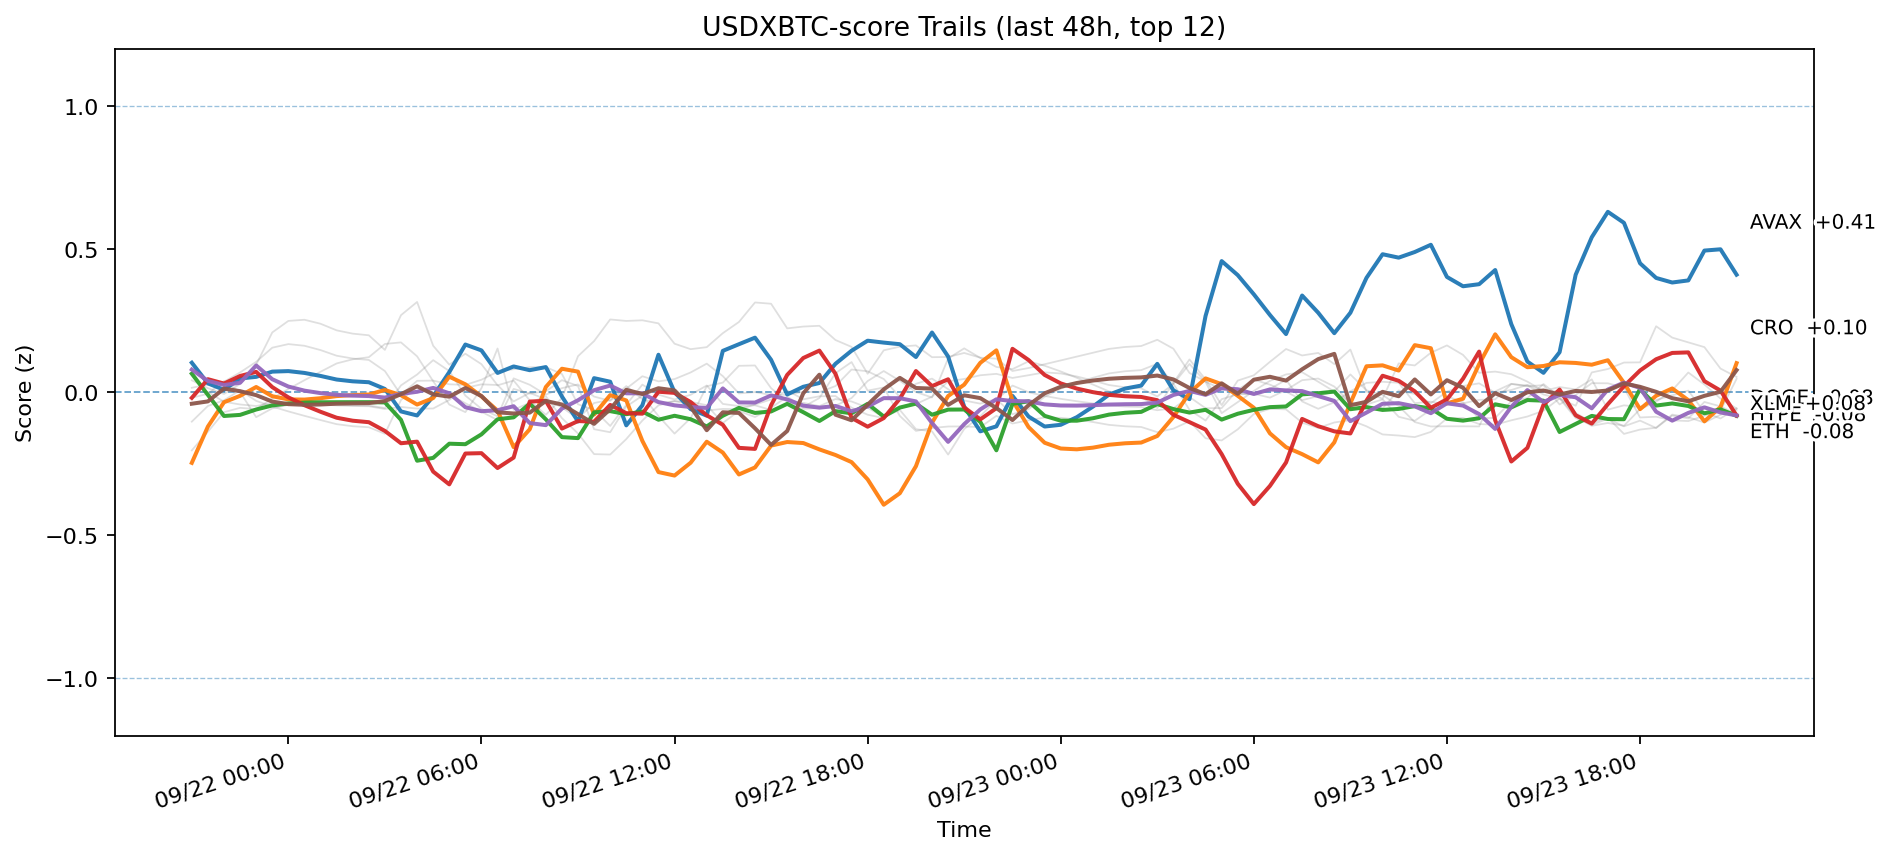 USDXBTC-score Trails (last 48h, top 12)
Score (z)
1.0
0.5
0.0
−0.5
−1.0
AVAX +0.41
CRO +0.10
XLM +0.08
ETH -0.08
09/22 00:00
09/22 06:00
09/22 12:00
09/22 18:00
09/23 00:00
09/23 06:00
09/23 12:00
09/23 18:00
Time